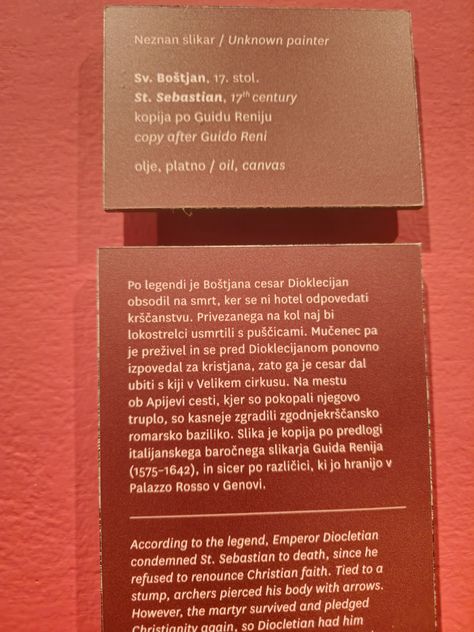 Neznan slikar / Unknown painter
Sv. Boštjan, 17. stol.
St. Sebastian, 17th century
kopija po Guidu Reniju
copy after Guido Reni
olje, platno / oil, canvas
Po legendi je Boštjana cesar Dioklecijan
obsodil na smrt, ker se ni hotel odpovedati
krščanstvu. Privezanega na kol naj bi
lokostrelci usmrtili s puščicami. Mučenec pa
je preživel in se pred Dioklecijanom ponovno
izpovedal za kristjana, zato ga je cesar dal
ubiti s kiji v Velikem cirkusu. Na mestu
ob Apijevi cesti, kjer so pokopali njegovo
truplo, so kasneje zgradili zgodnjekrščansko
romarsko baziliko. Slika je kopija po predlogi
italijanskega baročnega slikarja Guida Renija
(1575–1642), in sicer po različici, ki jo hranijo v
Palazzo Rosso v Genovi.
According to the legend, Emperor Diocletian
condemned St. Sebastian to death, since he
refused to renounce Christian faith. Tied to a
stump, archers pierced his body with arrows.
However, the martyr survived and pledged
Christianity again, so Diocletian had him